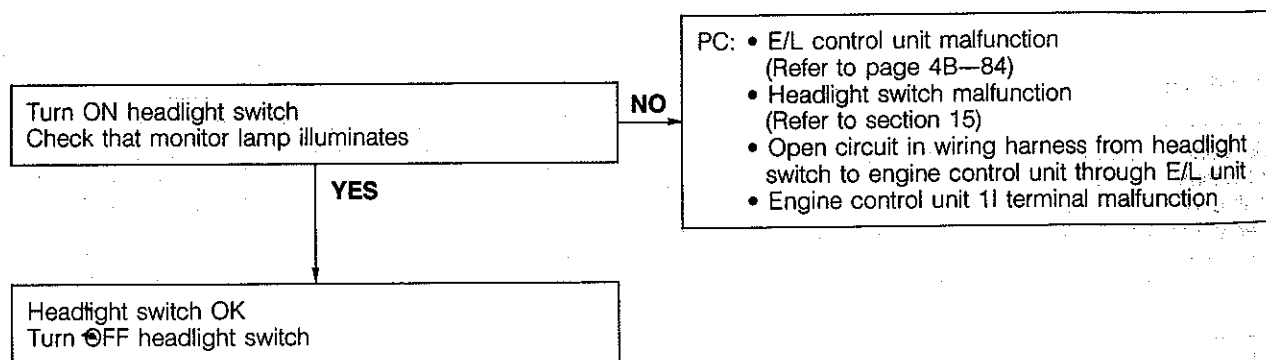 Turn ON headlight switch
Check that monitor lamp illuminates
NO
PC: • E/L control unit malfunction
(Refer to page 4B—84)
• Headlight switch malfunction
(Refer to section 15)
• Open circuit in wiring harness from headlight
switch to engine control unit through E/L unit
• Engine control unit 1I terminal malfunction
YES
Headlight switch OK
Turn OFF headlight switch